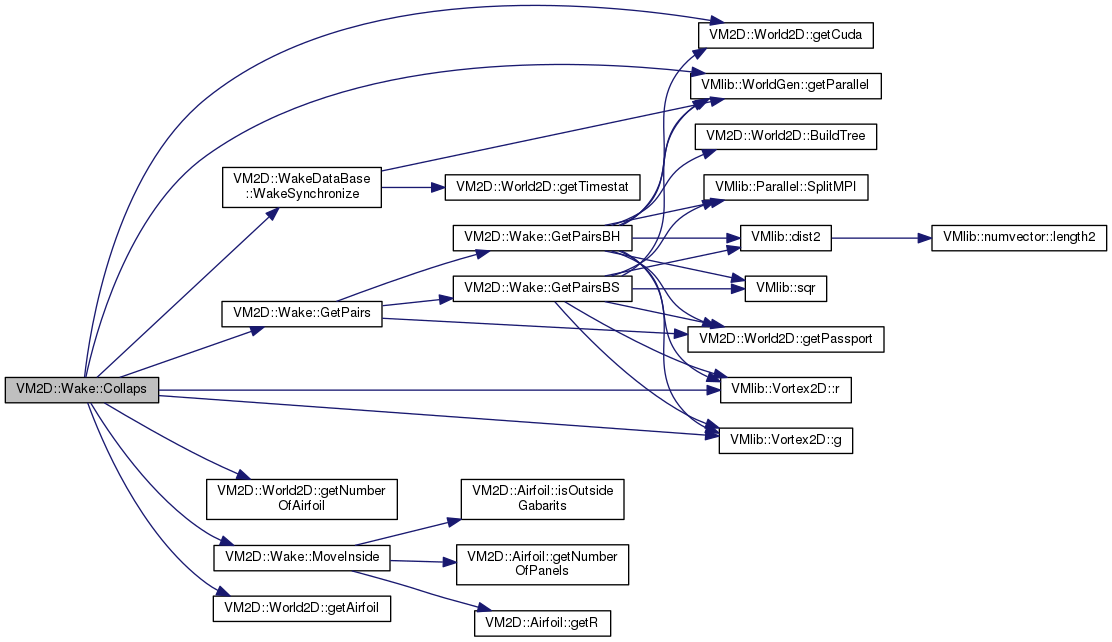 VM2D::World2D::getCuda
VMlib::WorldGen::getParallel
VM2D::World2D::BuildTree
VM2D::WakeDataBase
::WakeSynchronize
VM2D::World2D::getTimestat
VMlib::Parallel::SplitMPI
VM2D::Wake::GetPairsBH
VMlib::dist2
VMlib::numvector::length2
VM2D::Wake::GetPairsBS
VMlib::sqr
VM2D::Wake::GetPairs
VM2D::World2D::getPassport
VM2D::Wake::Collaps
VMlib::Vortex2D::r
VMlib::Vortex2D::g
VM2D::World2D::getNumber
OfAirfoil
VM2D::Airfoil::isOutside
Gabarits
VM2D::Wake::MoveInside
VM2D::Airfoil::getNumber
OfPanels
VM2D::World2D::getAirfoil
VM2D::Airfoil::getR